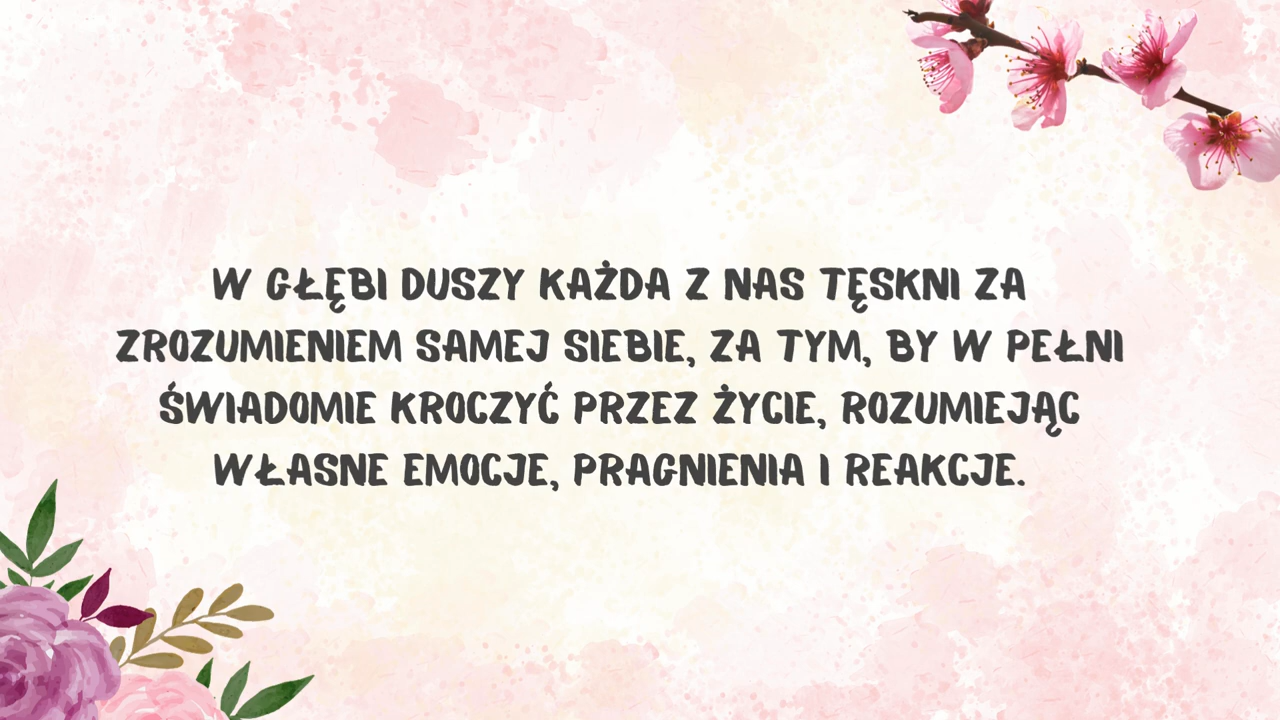 W GŁĘBI DUSZY KAŻDA Z NAS TĘSKNI ZA
ZROZUMIENIEM SAMEJ SIEBIE, ZA TYM, BY W PEŁNI
ŚWIADOMIE KROCZYĆ PRZEZ ŻYCIE, ROZUMIEJĄC
WŁASNE EMOCJE, PRAGNIENIA I REAKCJE.